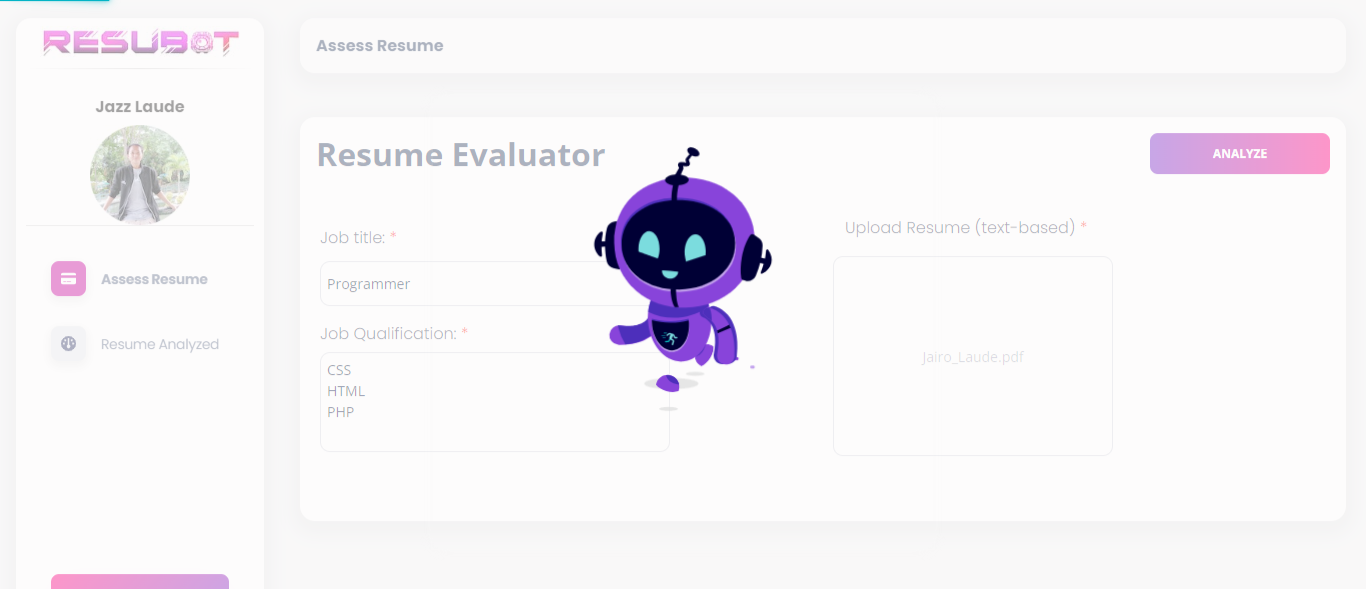 RESUBOT
Jazz Laude
Assess Resume
Resume Analyzed
Assess Resume
Resume Evaluator
ANALYZE
Job title: *
Programmer
Job Qualification: *
CSS
HTML
PHP
Upload Resume (text-based) *
Jairo_Laude.pdf